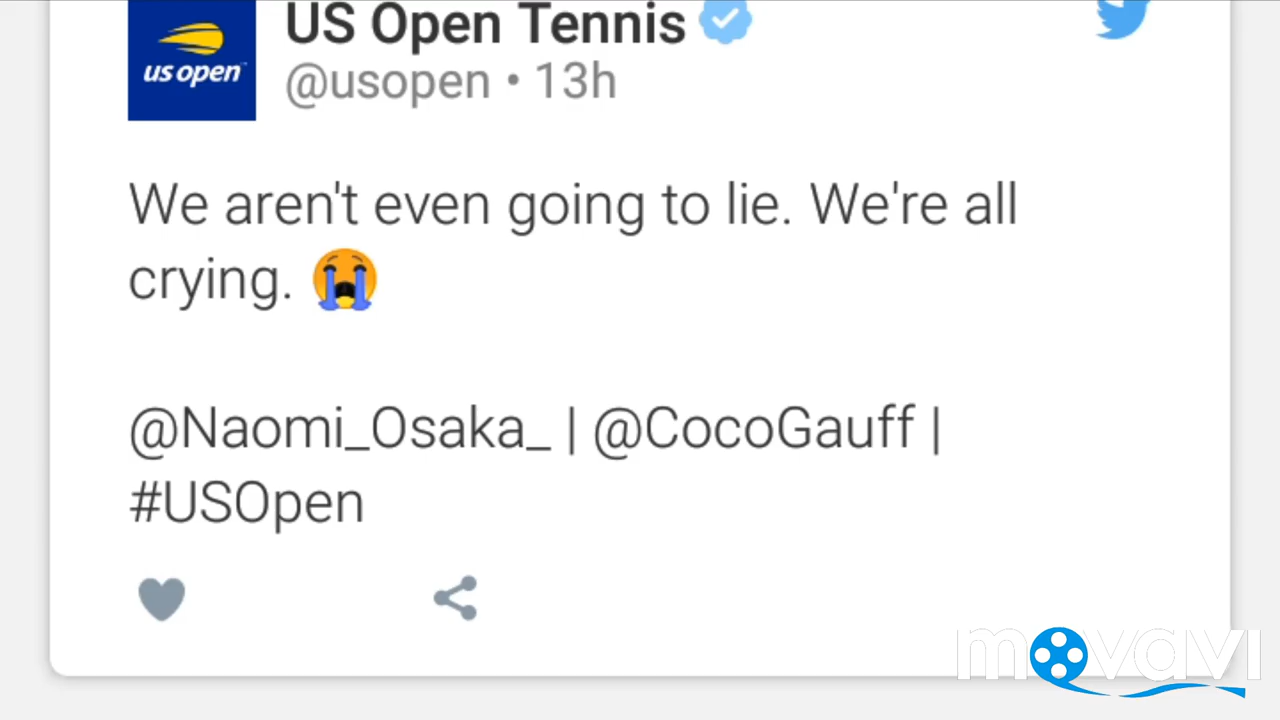 US Open Tennis
us open
@usopen • 13h
We aren't even going to lie. We're all
crying. 😭
@Naomi_Osaka_ | @CocoGauff |
#USOpen
movavi